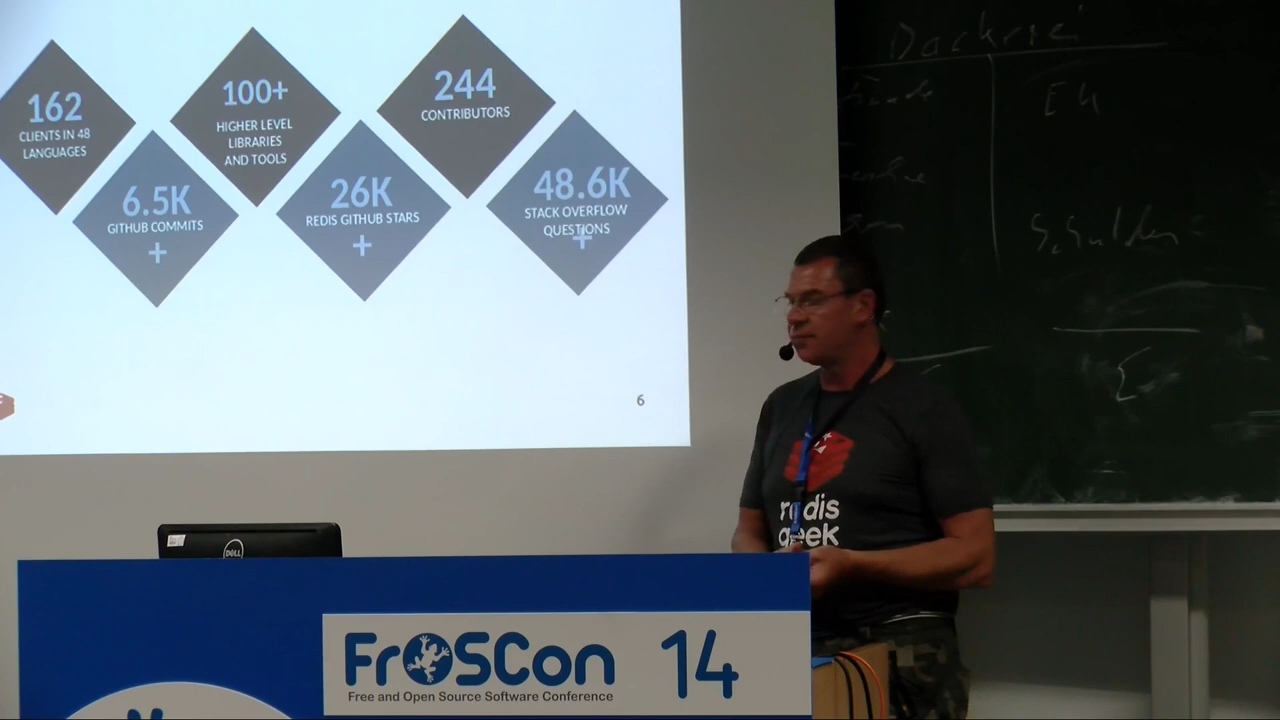 162
CLIENTS IN 48
LANGUAGES
100+
HIGHER LEVEL
LIBRARIES
AND TOOLS
244
CONTRIBUTORS
6.5K
GITHUB COMMITS
+
26K
REDIS GITHUB STARS
+
48.6K
STACK OVERFLOW
QUESTIONS
+
6
redis
geek
DELL
FrOSCon 14
Free and Open Source Software Conference